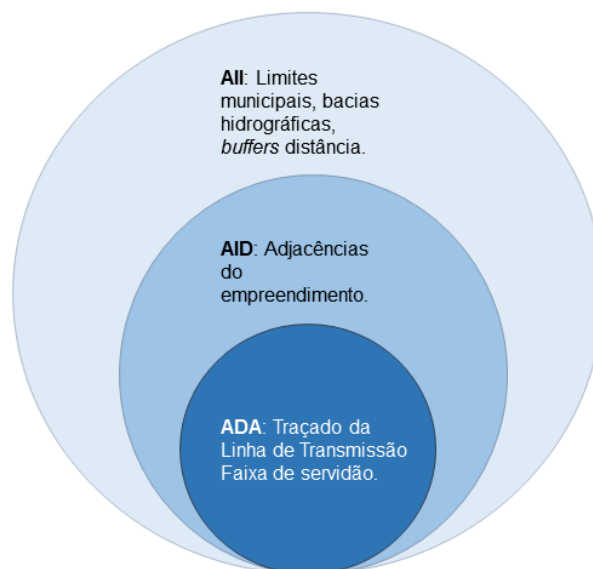 AII: Limites
municipais, bacias
hidrográficas,
buffers distância.
AID: Adjacências
do
empreendimento.
ADA: Traçado da
Linha de Transmissão
Faixa de servidão.